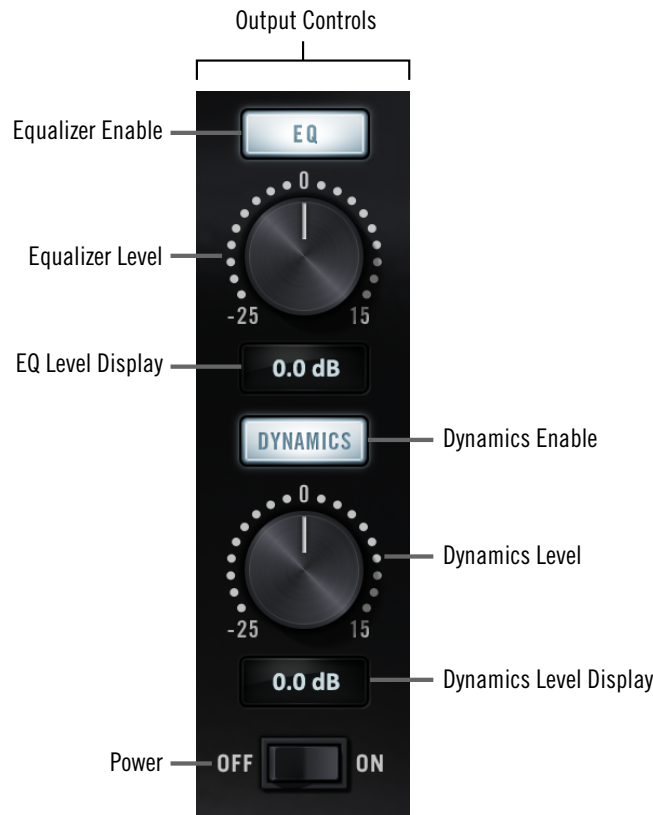 Output Controls
Equalizer Enable
EQ
0
Equalizer Level
-25 15
EQ Level Display
0.0 dB
DYNAMICS
Dynamics Enable
0
Dynamics Level
-25 15
0.0 dB
Dynamics Level Display
Power
OFF ON